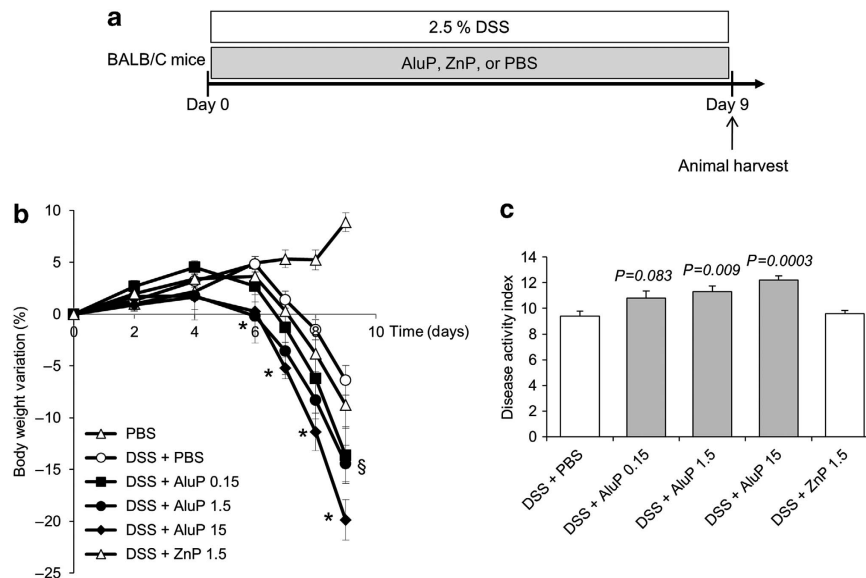 a
2.5 % DSS
BALB/C mice
AluP, ZnP, or PBS
Day 0
Day 9
Animal harvest
b
Body weight variation (%)
10
5
0
−5
−10
−15
−20
−25
0
2
4
6
8
10
Time (days)
*
*
*
*
§
PBS
DSS + PBS
DSS + AluP 0.15
DSS + AluP 1.5
DSS + AluP 15
DSS + ZnP 1.5
c
Disease activity index
14
12
10
8
6
4
2
0
P=0.083
P=0.009
P=0.0003
DSS + PBS
DSS + AluP 0.15
DSS + AluP 1.5
DSS + AluP 15
DSS + ZnP 1.5